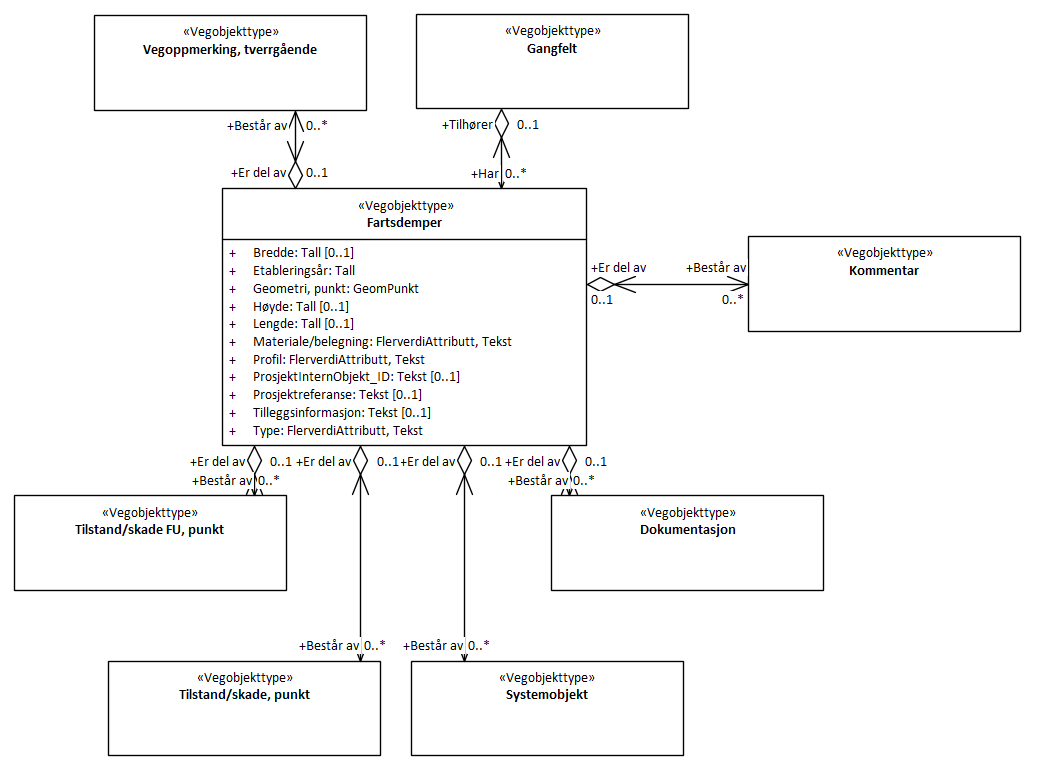 «Vegobjekttype»
Vegoppmerking, tverrgående
«Vegobjekttype»
Gangfelt
+Består av 0..*
+Er del av 0..1
+Tilhører 0..1
+Har 0..*
«Vegobjekttype»
Fartsdemper
+ Bredde: Tall [0..1]
+ Etableringsår: Tall
+ Geometri, punkt: GeomPunkt
+ Høyde: Tall [0..1]
+ Lengde: Tall [0..1]
+ Materiale/belegning: FlerverdiAttributt, Tekst
+ Profil: FlerverdiAttributt, Tekst
+ ProsjektInternObjekt_ID: Tekst [0..1]
+ Prosjektreferanse: Tekst [0..1]
+ Tilleggsinformasjon: Tekst [0..1]
+ Type: FlerverdiAttributt, Tekst
+Er del av
0..1
+Består av
0..*
«Vegobjekttype»
Kommentar
+Er del av 0..1
+Består av 0..*
+Er del av 0..1
+Er del av 0..1
+Er del av 0..1
+Består av 0..*
«Vegobjekttype»
Tilstand/skade FU, punkt
«Vegobjekttype»
Dokumentasjon
+Består av 0..*
+Består av 0..*
«Vegobjekttype»
Tilstand/skade, punkt
«Vegobjekttype»
Systemobjekt